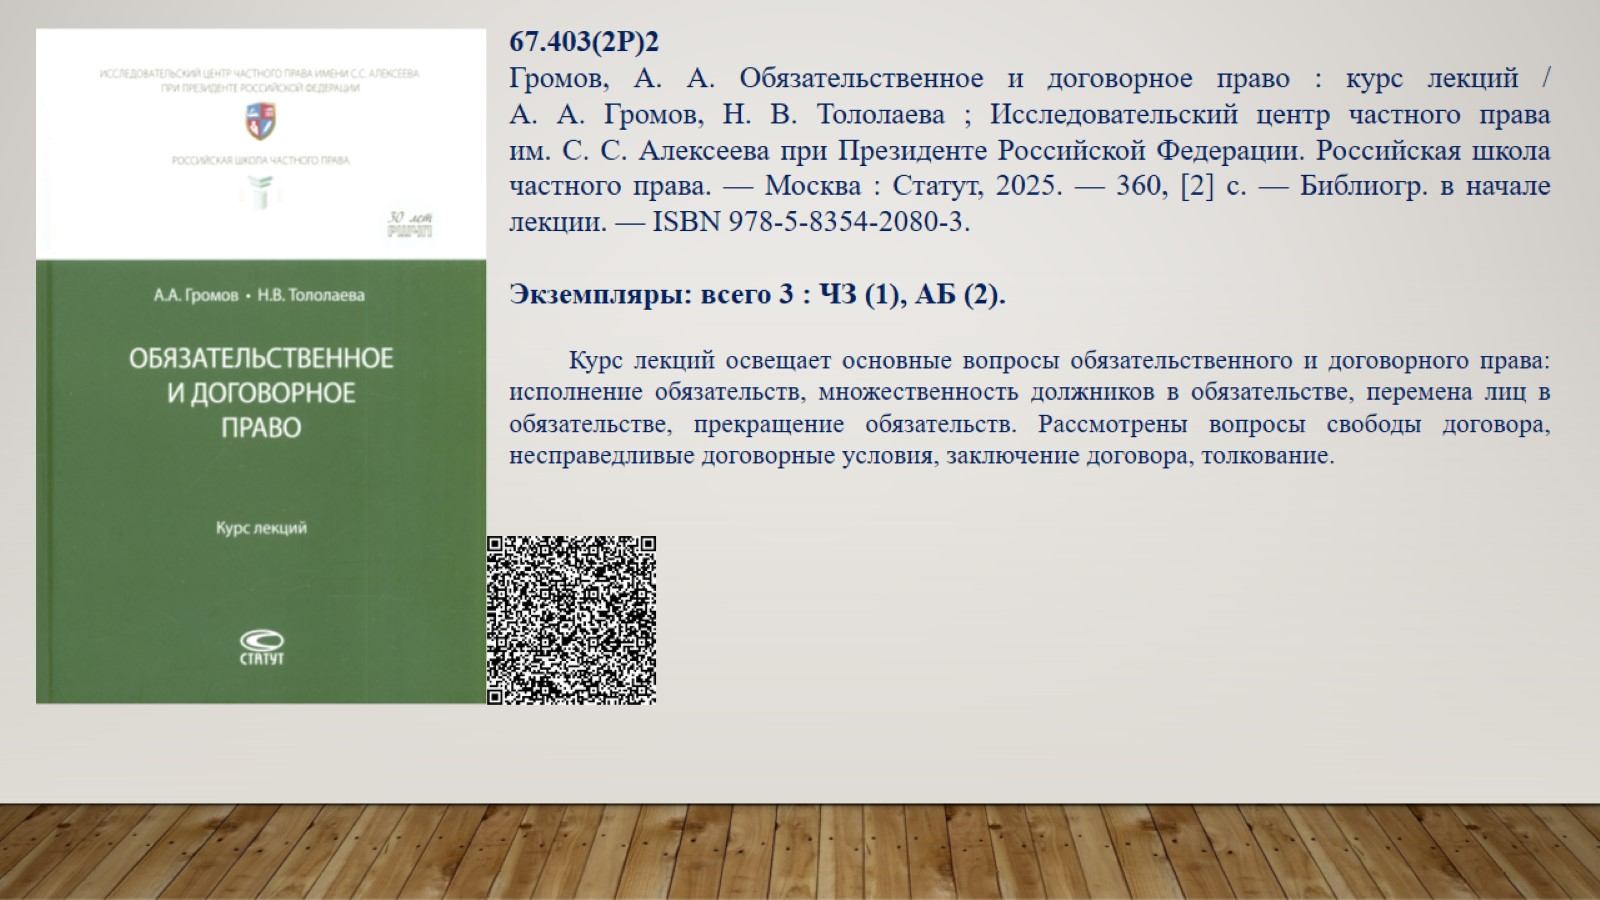 ИССЛЕДОВАТЕЛЬСКИЙ ЦЕНТР ЧАСТНОГО ПРАВА ИМЕНИ С.С. АЛЕКСЕЕВА
ПРИ ПРЕЗИДЕНТЕ РОССИЙСКОЙ ФЕДЕРАЦИИ
РОССИЙСКАЯ ШКОЛА ЧАСТНОГО ПРАВА
30 лет
РШЧП
А.А. Громов • Н.В. Тололаева
ОБЯЗАТЕЛЬСТВЕННОЕ
И ДОГОВОРНОЕ
ПРАВО
Курс лекций
СТАТУТ
67.403(2Р)2
Громов, А. А. Обязательственное и договорное право : курс лекций /
А. А. Громов, Н. В. Тололаева ; Исследовательский центр частного права
им. С. С. Алексеева при Президенте Российской Федерации. Российская школа
частного права. — Москва : Статут, 2025. — 360, [2] с. — Библиогр. в начале
лекции. — ISBN 978-5-8354-2080-3.
Экземпляры: всего 3 : ЧЗ (1), АБ (2).
Курс лекций освещает основные вопросы обязательственного и договорного права:
исполнение обязательств, множественность должников в обязательстве, перемена лиц в
обязательстве, прекращение обязательств. Рассмотрены вопросы свободы договора,
несправедливые договорные условия, заключение договора, толкование.